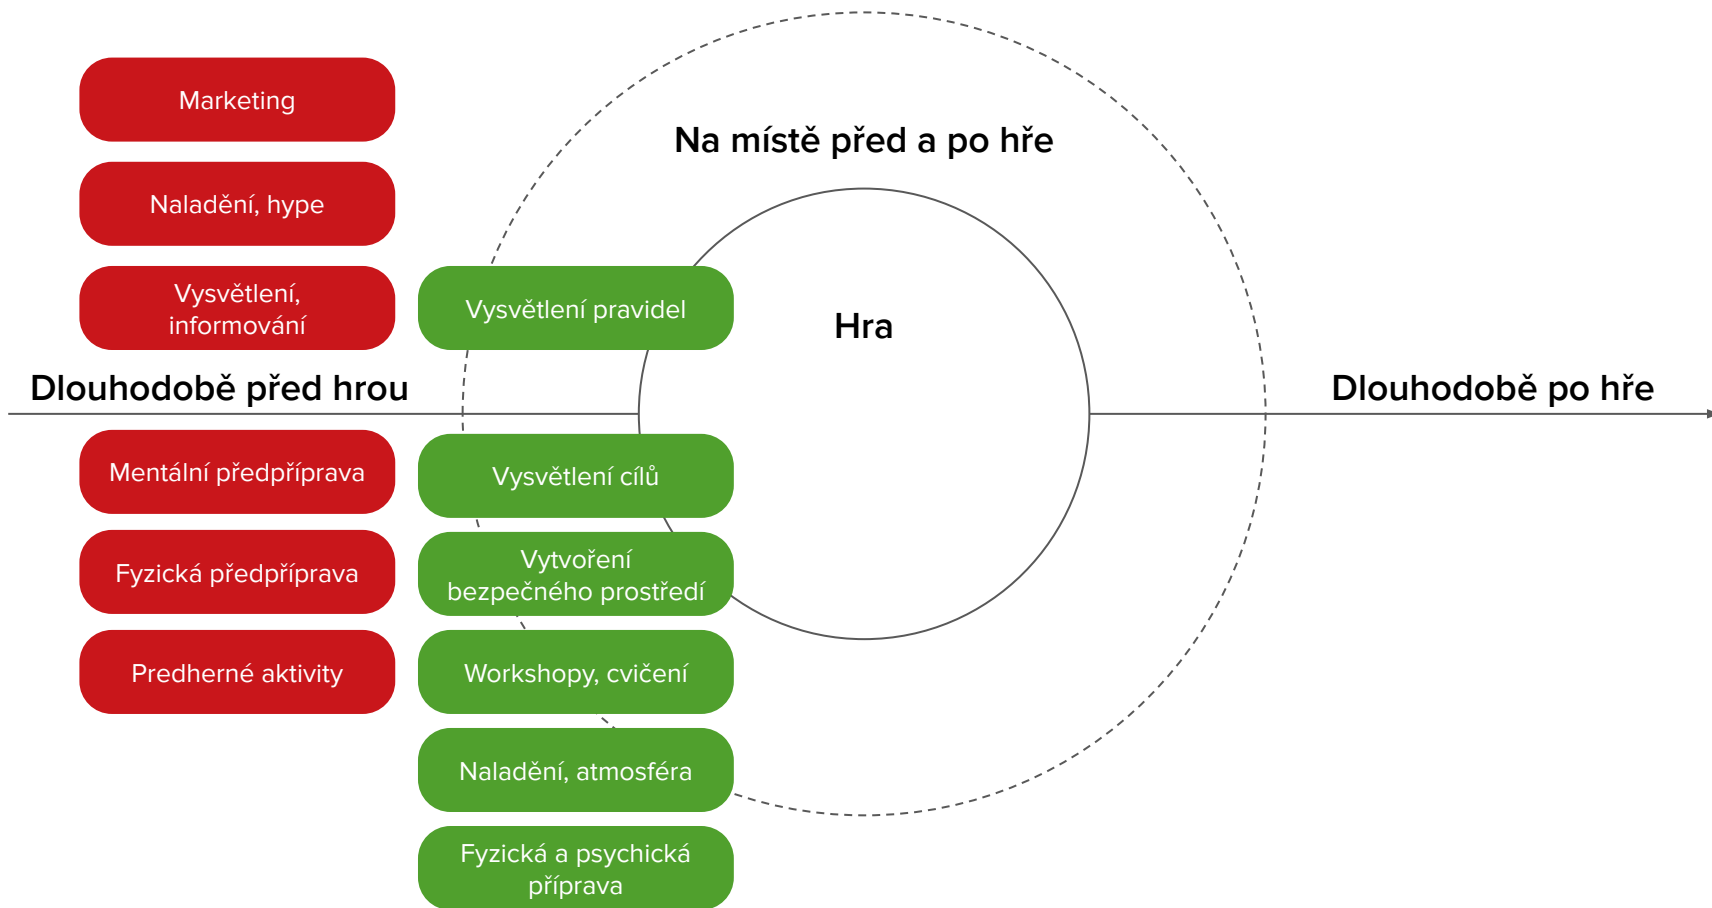 Marketing
Na místě před a po hře
Naladění, hype
Vysvětlení,
informování
Vysvětlení pravidel
Hra
Dlouhodobě před hrou
Dlouhodobě po hře
Mentální předpříprava
Vysvětlení cílů
Fyzická předpříprava
Vytvoření
bezpečného prostředí
Predherné aktivity
Workshopy, cvičení
Naladění, atmosféra
Fyzická a psychická
příprava